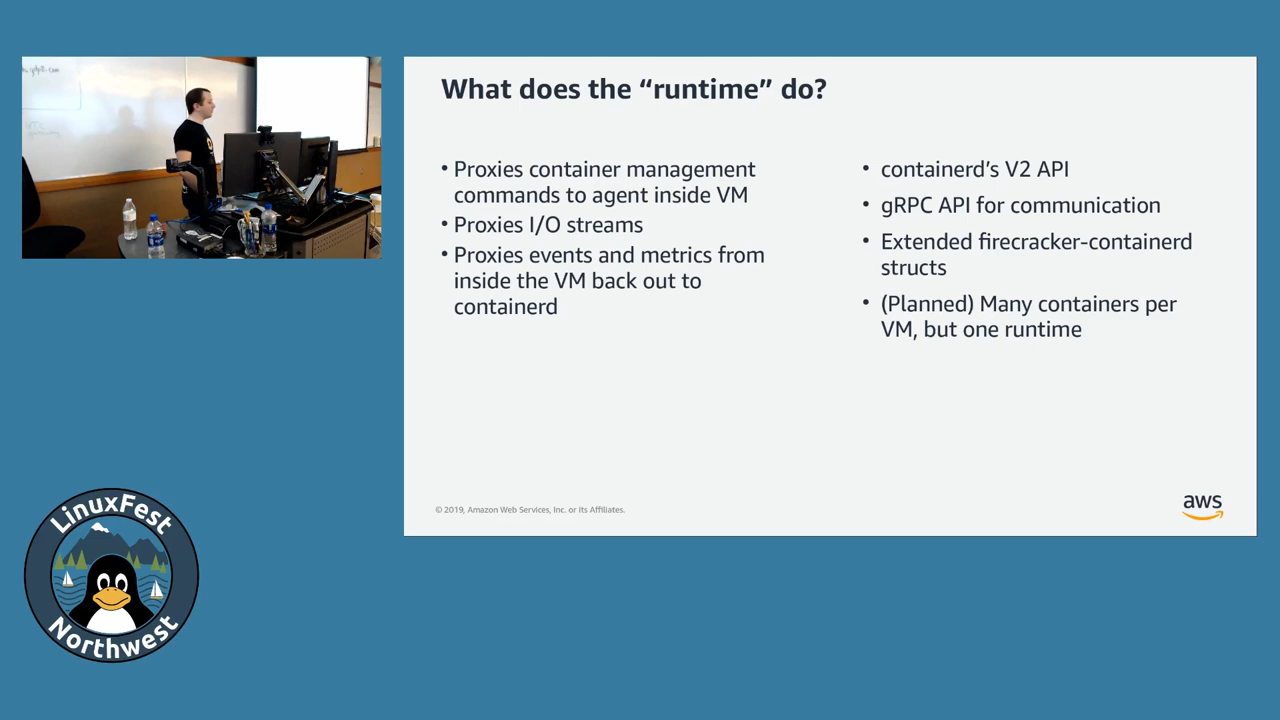 What does the “runtime” do?
• Proxies container management
commands to agent inside VM
• Proxies I/O streams
• Proxies events and metrics from
inside the VM back out to
containerd
• containerd’s V2 API
• gRPC API for communication
• Extended firecracker-containerd
structs
• (Planned) Many containers per
VM, but one runtime
© 2019, Amazon Web Services, Inc. or its Affiliates.
aws
LinuxFest
Northwest